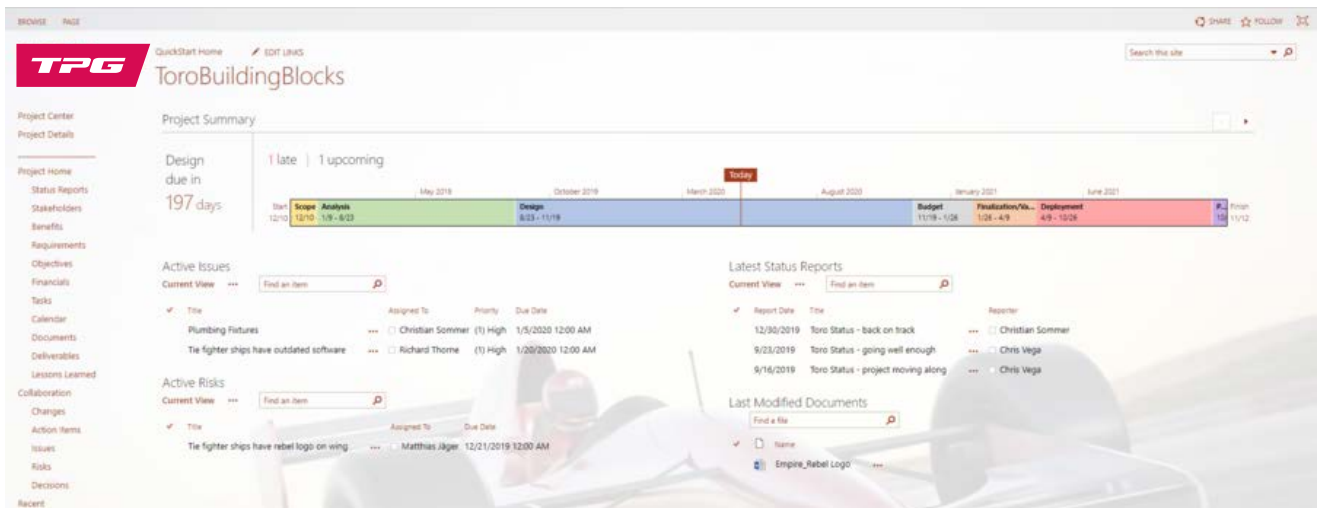 BROWSE PAGE
SHARE FOLLOW
TPG
QuickStart Home EDIT LINKS
Search this site
ToroBuildingBlocks
Project Center
Project Details
Project Home
Status Reports
Stakeholders
Benefits
Requirements
Objectives
Financials
Tasks
Calendar
Documents
Deliverables
Lessons Learned
Collaboration
Changes
Action Items
Issues
Risks
Decisions
Recent
Project Summary
Design
due in
197 days
1 late | 1 upcoming
Today
May 2019 October 2019 March 2020 August 2020 January 2021 June 2021
Start
12/10
Scope
12/10 -
Analysis
1/9 - 8/23
Design
8/23 - 11/19
Budget
11/19 - 1/26
Finalization/Va...
1/26 - 4/9
Deployment
4/9 - 10/26
P...
10/
Finish
11/12
Active Issues
Current View ••• Find an item
Title Assigned To Priority Due Date
Plumbing Fixtures ••• Christian Sommer (1) High 1/5/2020 12:00 AM
Tie fighter ships have outdated software ••• Richard Thorne (1) High 1/20/2020 12:00 AM
Active Risks
Current View ••• Find an item
Title Assigned To Due Date
Tie fighter ships have rebel logo on wing ••• Matthias Jäger 12/21/2019 12:00 AM
Latest Status Reports
Current View ••• Find an item
Report Date Title Reporter
12/30/2019 Toro Status - back on track ••• Christian Sommer
9/23/2019 Toro Status - going well enough ••• Chris Vega
9/16/2019 Toro Status - project moving along ••• Chris Vega
Last Modified Documents
Find a file
Name
Empire_Rebel Logo •••